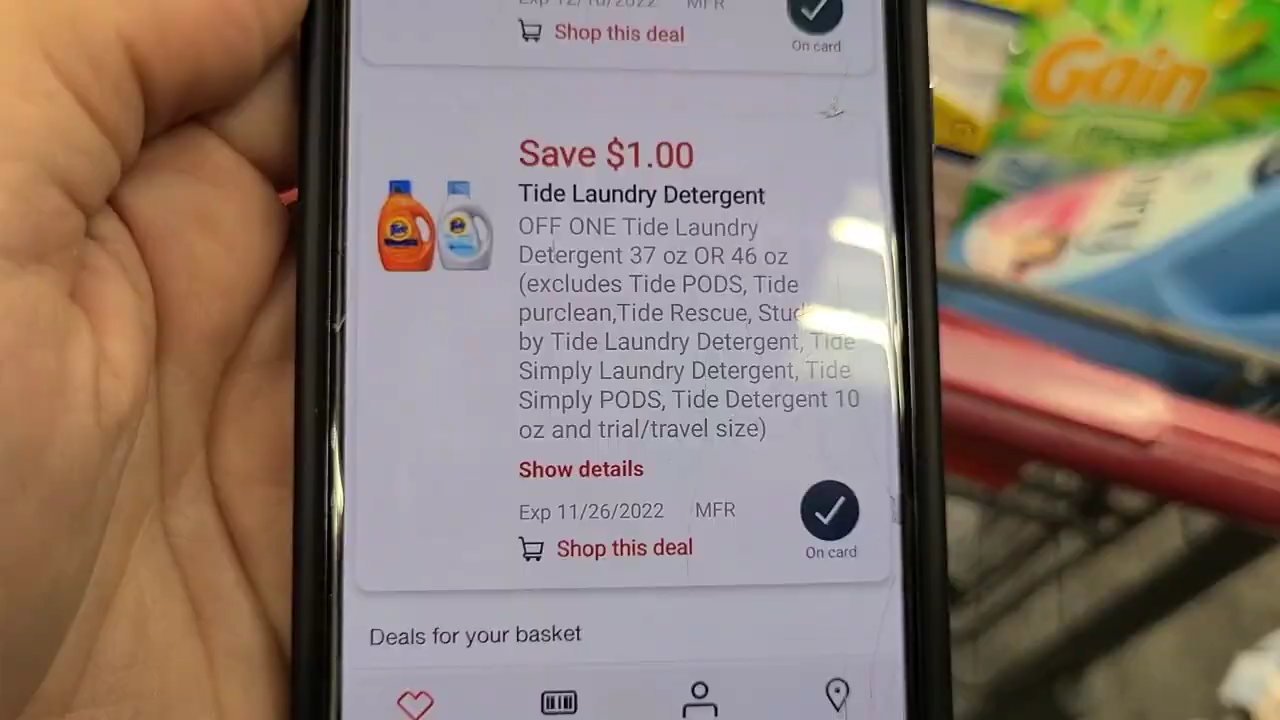 Exp 12/10/2022 MFR
Shop this deal
On card
Save $1.00
Tide Laundry Detergent
OFF ONE Tide Laundry
Detergent 37 oz OR 46 oz
(excludes Tide PODS, Tide
purclean,Tide Rescue,
by Tide Laundry Detergent, Tide
Simply Laundry Detergent, Tide
Simply PODS, Tide Detergent 10
oz and trial/travel size)
Show details
Exp 11/26/2022 MFR
Shop this deal
On card
Deals for your basket
Gain
Tide